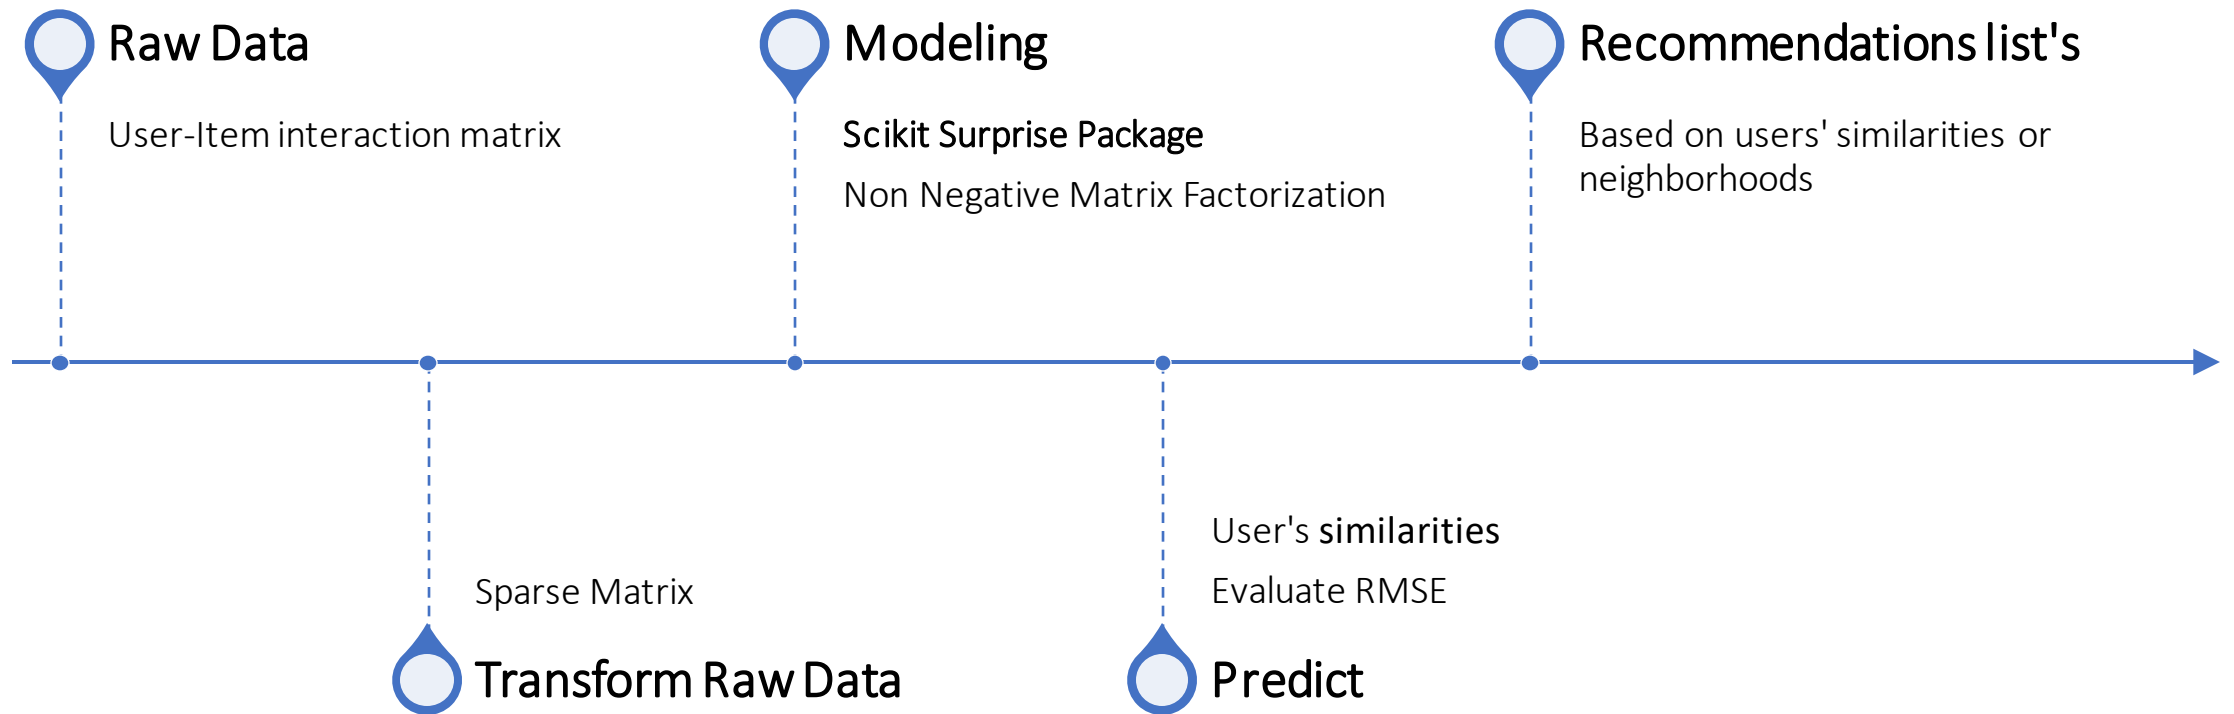 Raw Data
User-Item interaction matrix
Sparse Matrix
Transform Raw Data
Modeling
Scikit Surprise Package
Non Negative Matrix Factorization
User's similarities
Evaluate RMSE
Predict
Recommendations list's
Based on users' similarities or
neighborhoods